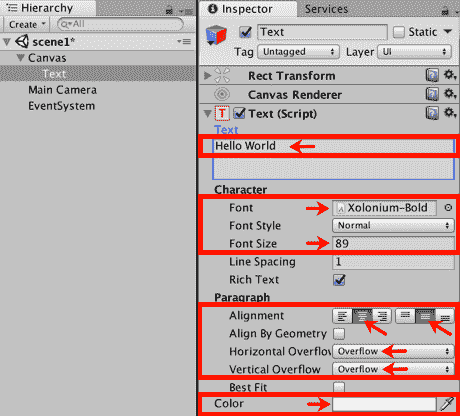 Hierarchy
Create
All
scene1*
Canvas
Text
Main Camera
EventSystem
Inspector
Services
Text
Static
Tag
Untagged
Layer
UI
Rect Transform
Canvas Renderer
Text (Script)
Text
Hello World
Character
Font
Xolonium-Bold
Font Style
Normal
Font Size
89
Line Spacing
1
Rich Text
Paragraph
Alignment
Align By Geometry
Horizontal Overflow
Overflow
Vertical Overflow
Overflow
Best Fit
Color